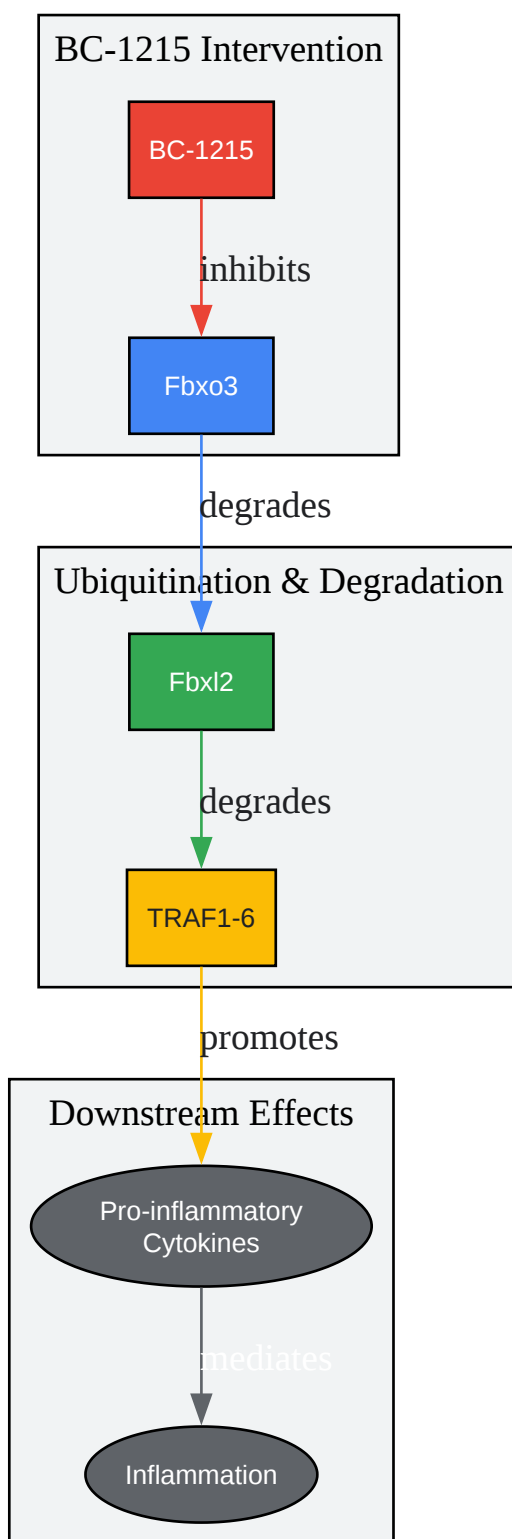 BC-1215 Intervention
BC-1215
inhibits
Fbxo3
degrades
Ubiquitination & Degradation
Fbxl2
degrades
TRAF1-6
promotes
Downstream Effects
Pro-inflammatory
Cytokines
mediates
Inflammation